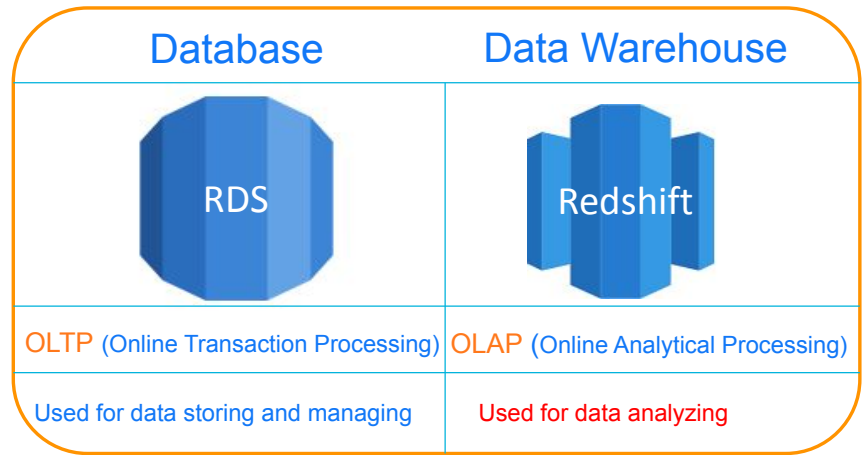 Database
Data Warehouse
RDS
Redshift
OLTP (Online Transaction Processing)
OLAP (Online Analytical Processing)
Used for data storing and managing
Used for data analyzing